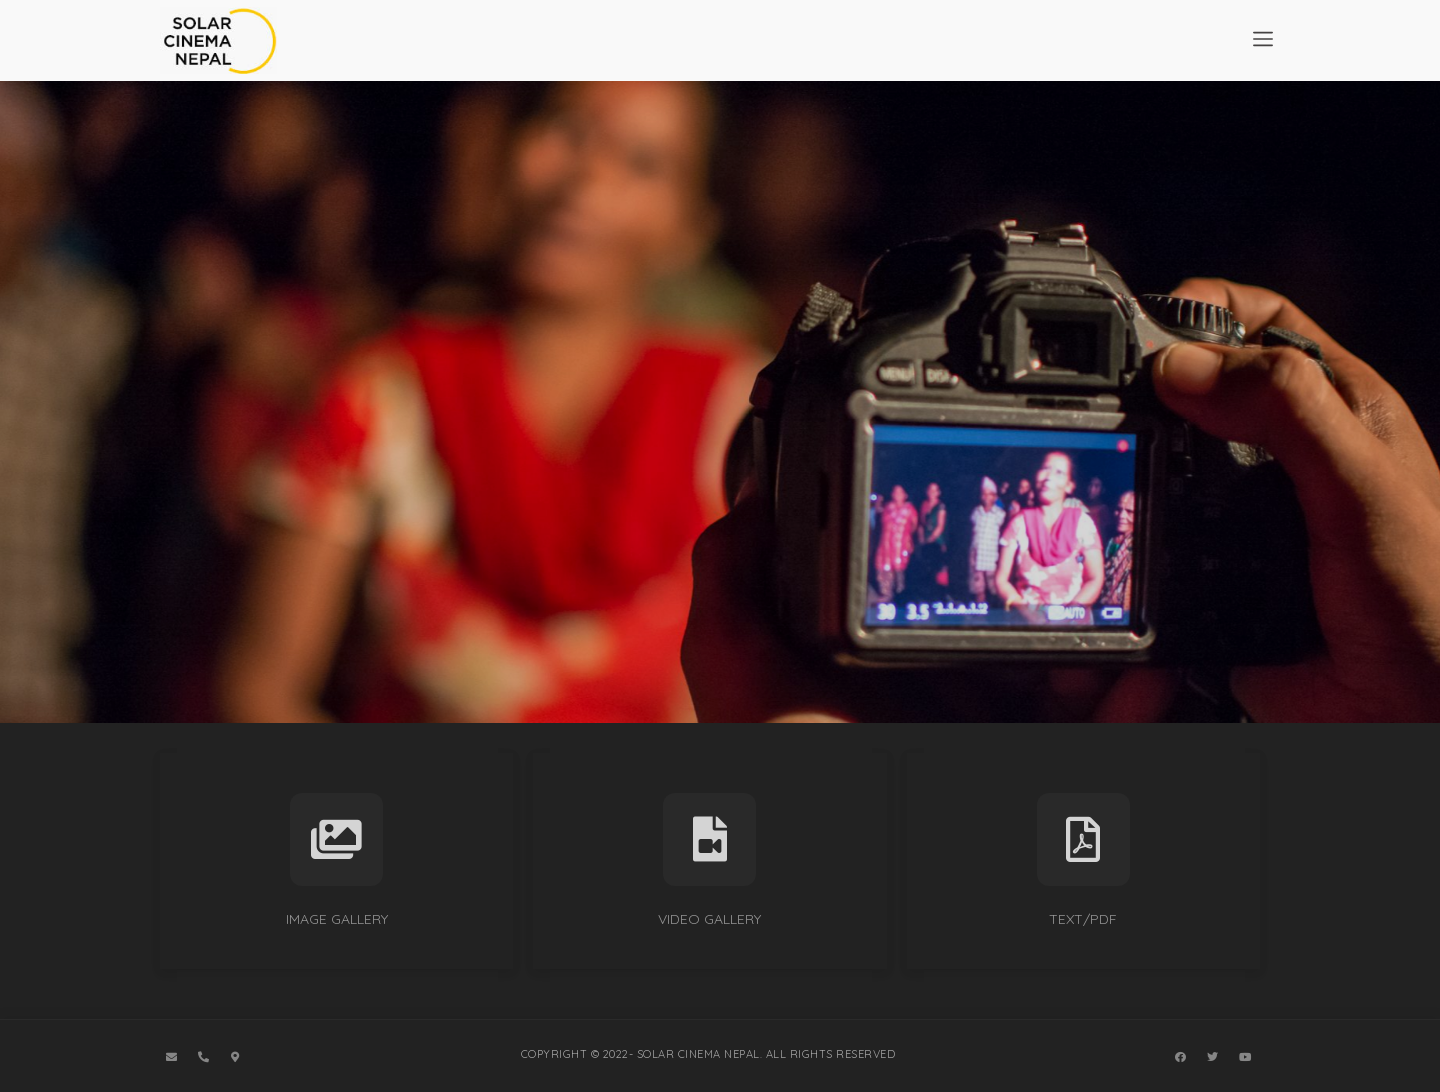 SOLAR
CINEMA
NEPAL
MENU
30 3.5
AUTO
IMAGE GALLERY
VIDEO GALLERY
TEXT/PDF
COPYRIGHT © 2022- SOLAR CINEMA NEPAL. ALL RIGHTS RESERVED